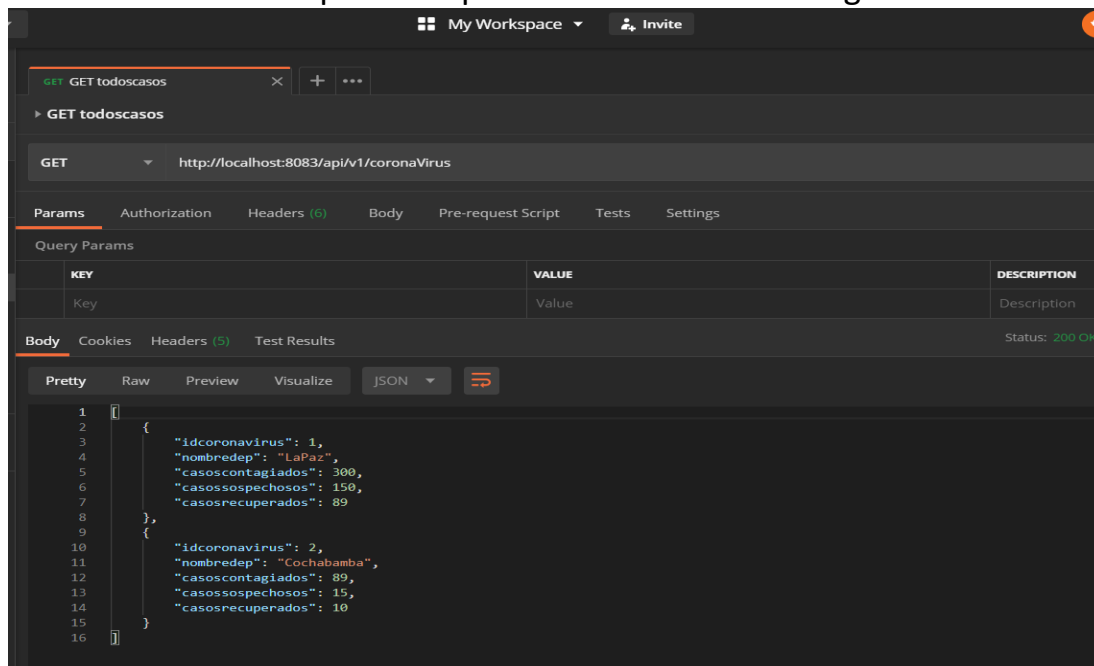 My Workspace Invite
GET GET todoscasos
GET todoscasos
GET http://localhost:8083/api/v1/coronaVirus
Params Authorization Headers (6) Body Pre-request Script Tests Settings
Query Params
KEY VALUE DESCRIPTION
Key Value Description
Body Cookies Headers (5) Test Results Status: 200 OK
Pretty Raw Preview Visualize JSON
1 [
2 {
3 "idcoronavirus": 1,
4 "nombredep": "LaPaz",
5 "casoscontagiados": 300,
6 "casossospechosos": 150,
7 "casosrecuperados": 89
8 },
9 {
10 "idcoronavirus": 2,
11 "nombredep": "Cochabamba",
12 "casoscontagiados": 89,
13 "casossospechosos": 15,
14 "casosrecuperados": 10
15 }
16 ]